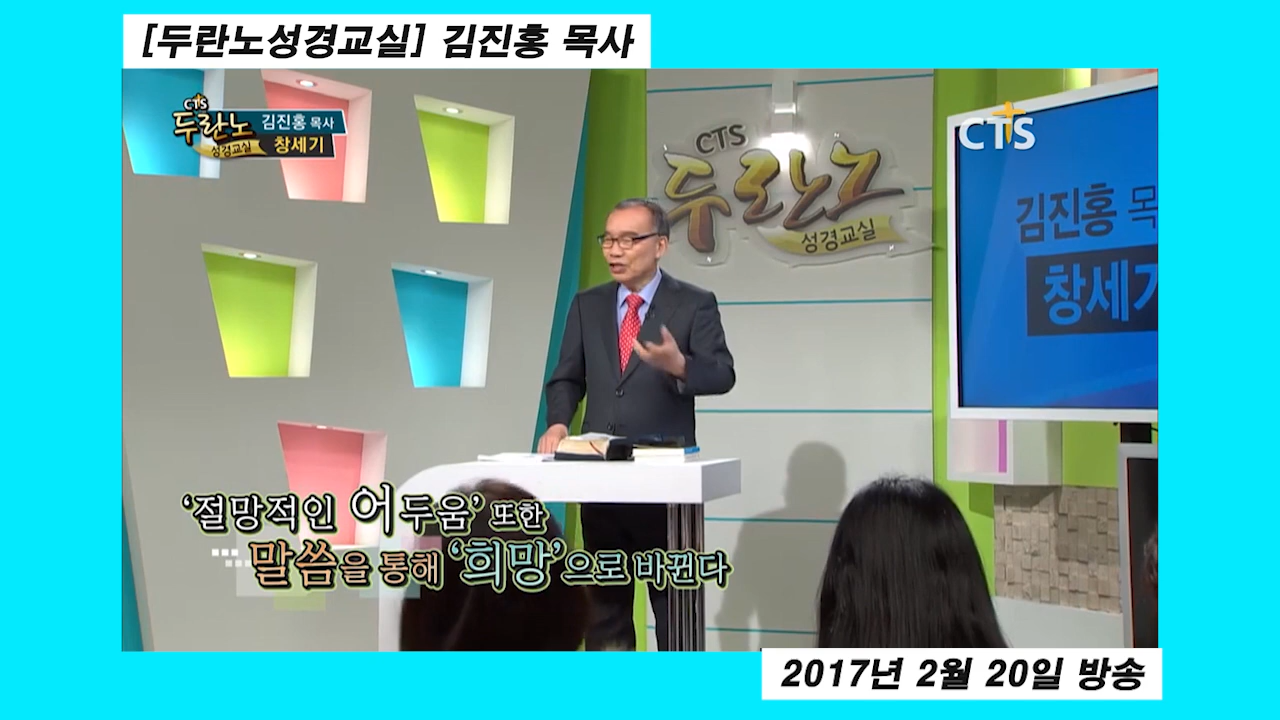 [두란노성경교실] 김진홍 목사
CTS
두란노
성경교실
김진홍 목사
창세기
CTS
두란노
성경교실
CTS
김진홍 목
창세기
‘절망적인 어두움’ 또한
말씀을 통해 ‘희망’으로 바뀐다
2017년 2월 20일 방송